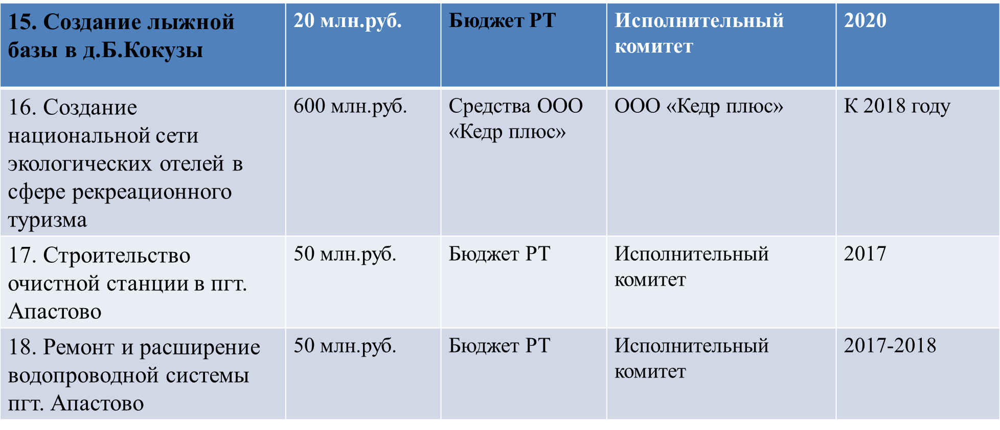 15. Создание лыжной
базы в д.Б.Кокузы
20 млн.руб.
Бюджет РТ
Исполнительный
комитет
2020
16. Создание
национальной сети
экологических отелей в
сфере рекреационного
туризма
600 млн.руб.
Средства ООО
«Кедр плюс»
ООО «Кедр плюс»
К 2018 году
17. Строительство
очистной станции в пгт.
Апастово
50 млн.руб.
Бюджет РТ
Исполнительный
комитет
2017
18. Ремонт и расширение
водопроводной системы
пгт. Апастово
50 млн.руб.
Бюджет РТ
Исполнительный
комитет
2017-2018